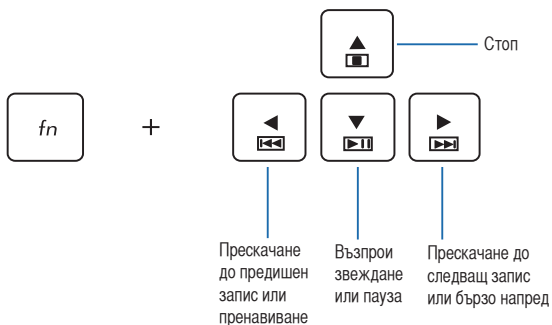 Стоп
fn
+
Прескачане
до предишен
запис или
пренавиване
Възпрои
звеждане
или пауза
Прескачане до
следващ запис
или бързо напред